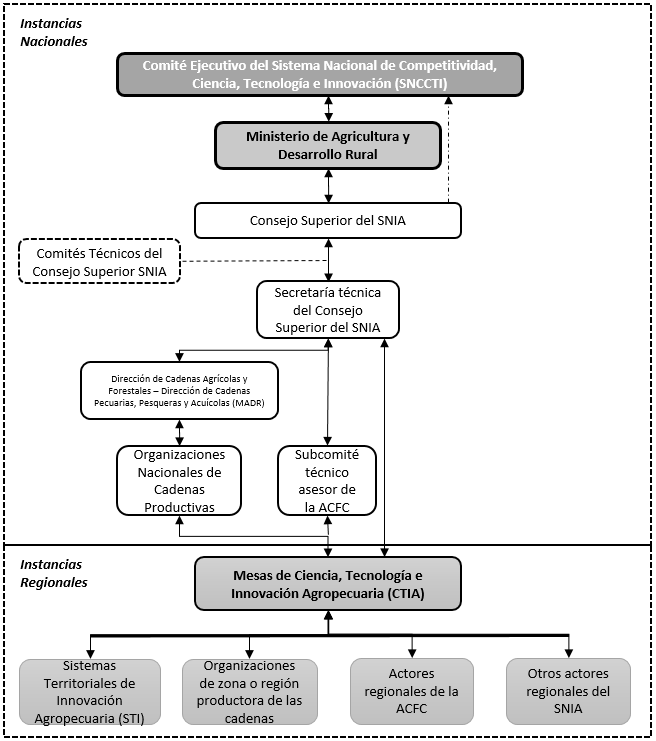 Instancias
Nacionales
Comité Ejecutivo del Sistema Nacional de Competitividad,
Ciencia, Tecnología e Innovación (SNCCTI)
Ministerio de Agricultura y
Desarrollo Rural
Consejo Superior del SNIA
Comités Técnicos del
Consejo Superior SNIA
Secretaría técnica
del Consejo
Superior del SNIA
Dirección de Cadenas Agrícolas y
Forestales – Dirección de Cadenas
Pecuarias, Pesqueras y Acuícolas (MADR)
Organizaciones
Nacionales de
Cadenas
Productivas
Subcomité
técnico
asesor de
la ACFC
Instancias
Regionales
Mesas de Ciencia, Tecnología e
Innovación Agropecuaria (CTIA)
Sistemas
Territoriales de
Innovación
Agropecuaria (STI)
Organizaciones
de zona o región
productora de las
cadenas
Actores
regionales de la
ACFC
Otros actores
regionales del
SNIA